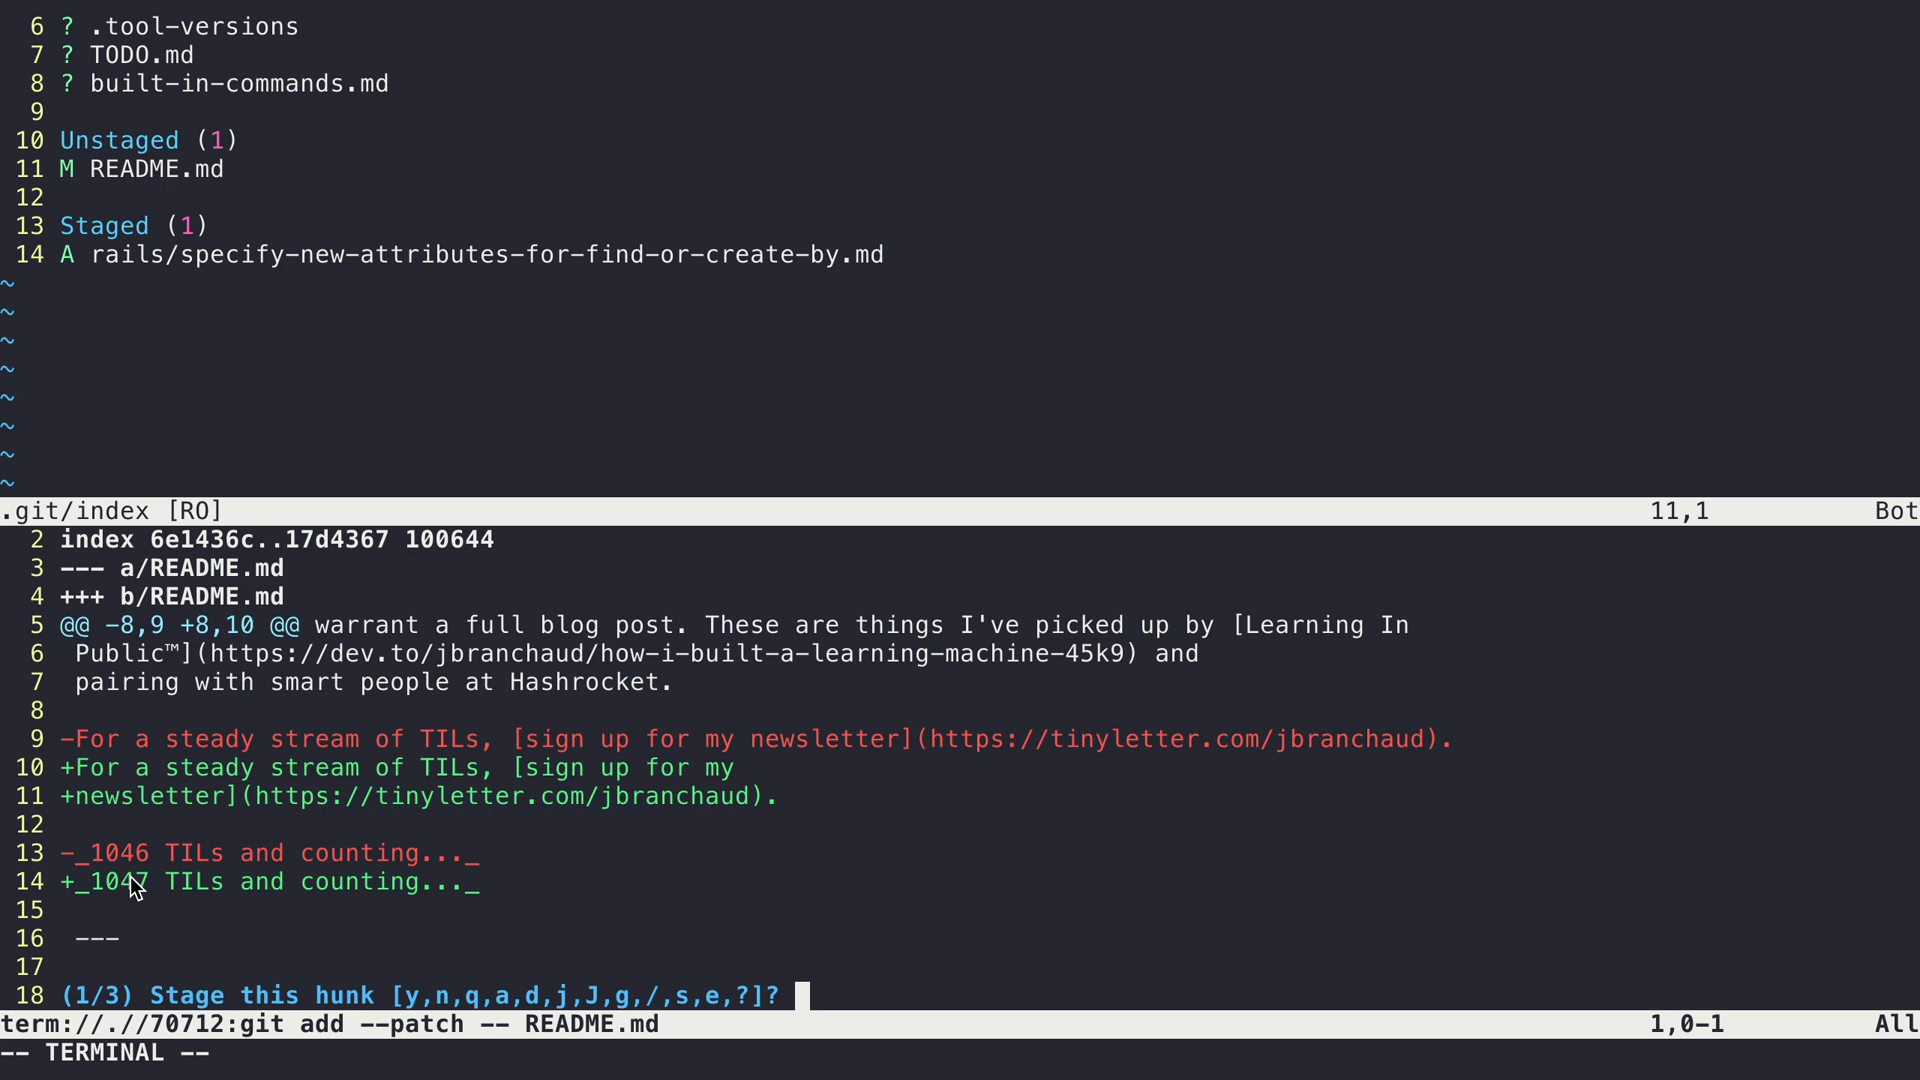 6 ? .tool-versions
7 ? TODO.md
8 ? built-in-commands.md
9
10 Unstaged (1)
11 M README.md
12
13 Staged (1)
14 A rails/specify-new-attributes-for-find-or-create-by.md
~
~
~
~
~
~
~
~
.git/index [RO] 11,1 Bot
2 index 6e1436c..17d4367 100644
3 --- a/README.md
4 +++ b/README.md
5 @@ -8,9 +8,10 @@ warrant a full blog post. These are things I've picked up by [Learning In
6 Public™](https://dev.to/jbranchaud/how-i-built-a-learning-machine-45k9) and
7 pairing with smart people at Hashrocket.
8
9 -For a steady stream of TILs, [sign up for my newsletter](https://tinyletter.com/jbranchaud).
10 +For a steady stream of TILs, [sign up for my
11 +newsletter](https://tinyletter.com/jbranchaud).
12
13 -_1046 TILs and counting..._
14 +_1047 TILs and counting..._
15
16 ---
17
18 (1/3) Stage this hunk [y,n,q,a,d,j,J,g,/,s,e,?]?
term://.//70712:git add --patch -- README.md 1,0-1 All
-- TERMINAL --